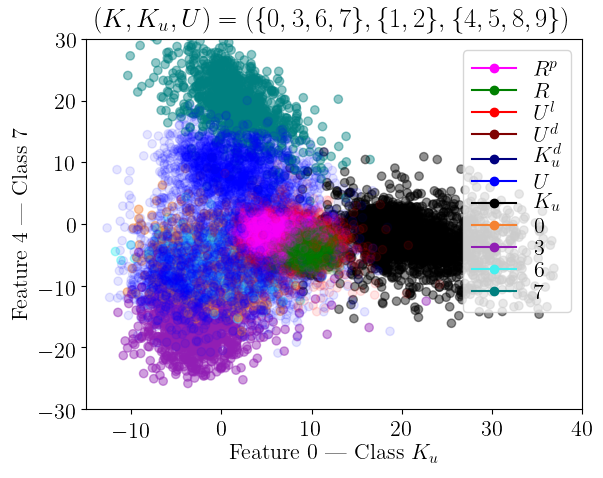 (K, K_u, U) = ({0, 3, 6, 7}, {1, 2}, {4, 5, 8, 9})
Feature 4 — Class 7
30
20
10
0
−10
−20
−30
−10
0
10
20
30
40
Feature 0 — Class K_u
R^p
R
U^l
U^d
K_u^d
U
K_u
0
3
6
7